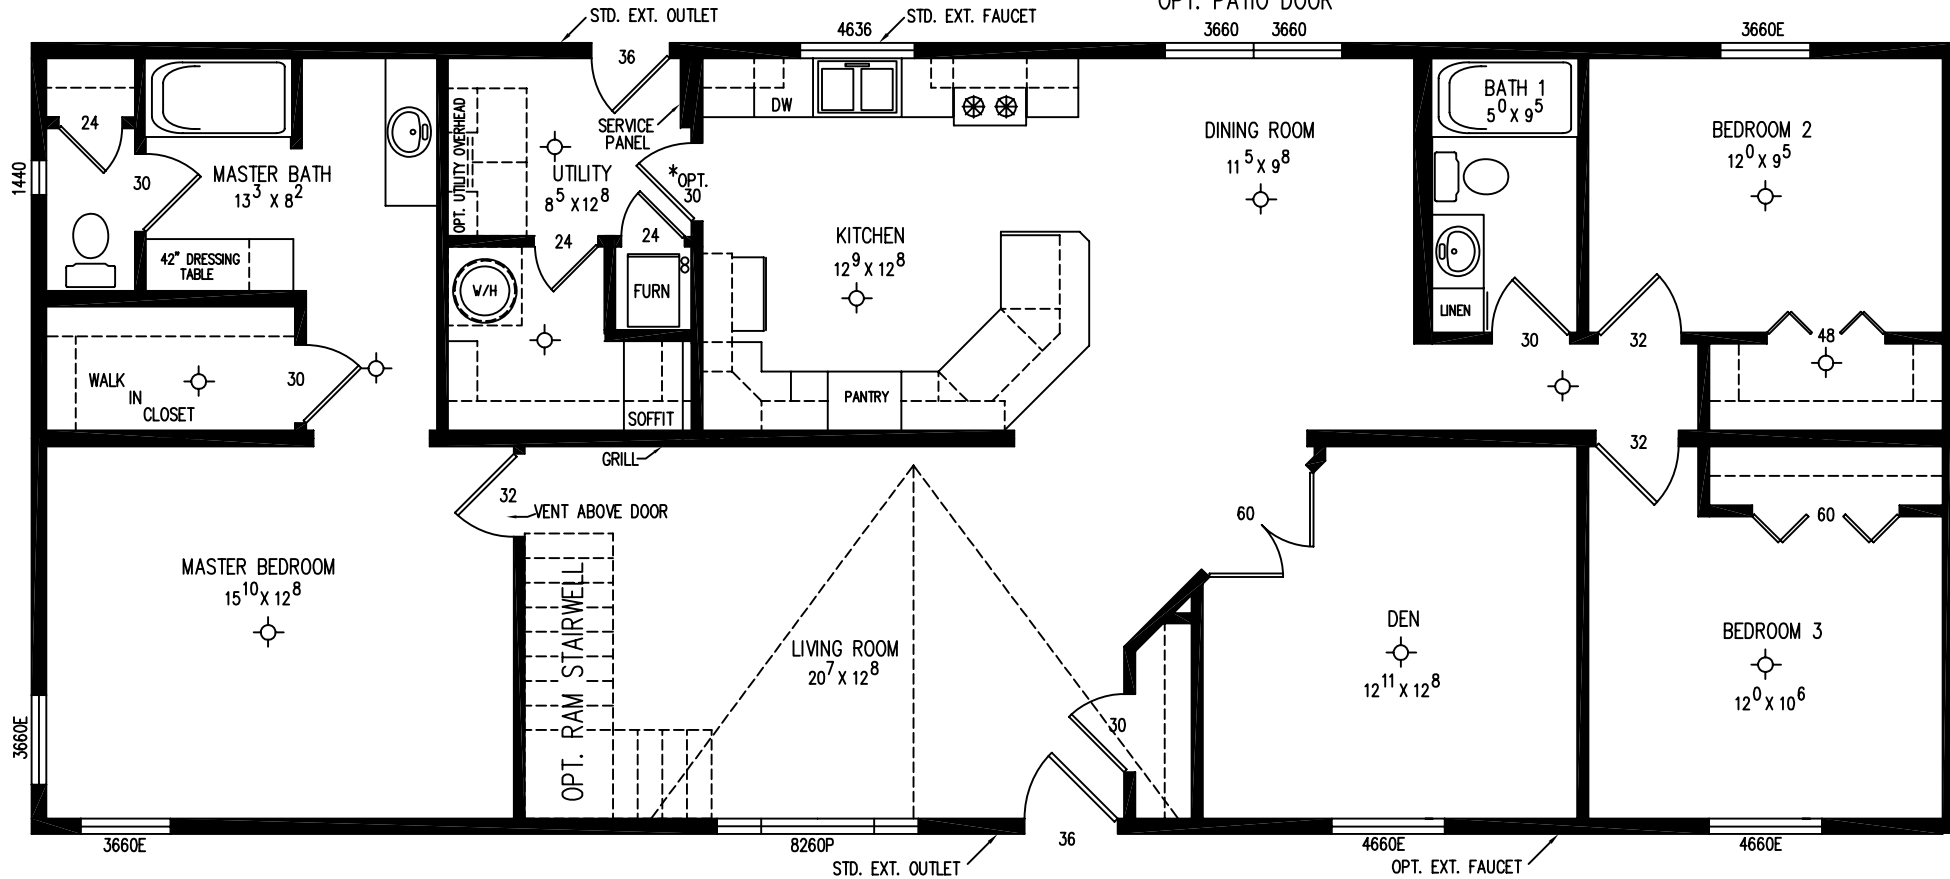 OPT. PATIO DOOR
STD. EXT. OUTLET
STD. EXT. FAUCET
4636
3660
3660
3660E
36
24
30
1440
MASTER BATH
13³ X 8²
42" DRESSING
TABLE
OPT. UTILITY OVERHEAD
SERVICE
PANEL
UTILITY
8⁵ X 12⁸
*OPT.
30
24
24
W/H
FURN
DW
KITCHEN
12⁹ X 12⁸
DINING ROOM
11⁵ X 9⁸
BATH 1
5⁰ X 9⁵
BEDROOM 2
12⁰ X 9⁵
LINEN
30
32
48
WALK
IN
CLOSET
30
SOFFIT
PANTRY
GRILL
32
VENT ABOVE DOOR
32
60
60
MASTER BEDROOM
15¹⁰ X 12⁸
OPT. RAM STAIRWELL
LIVING ROOM
20⁷ X 12⁸
DEN
12¹¹ X 12⁸
BEDROOM 3
12⁰ X 10⁶
30
3660E
3660E
8260P
36
STD. EXT. OUTLET
4660E
OPT. EXT. FAUCET
4660E